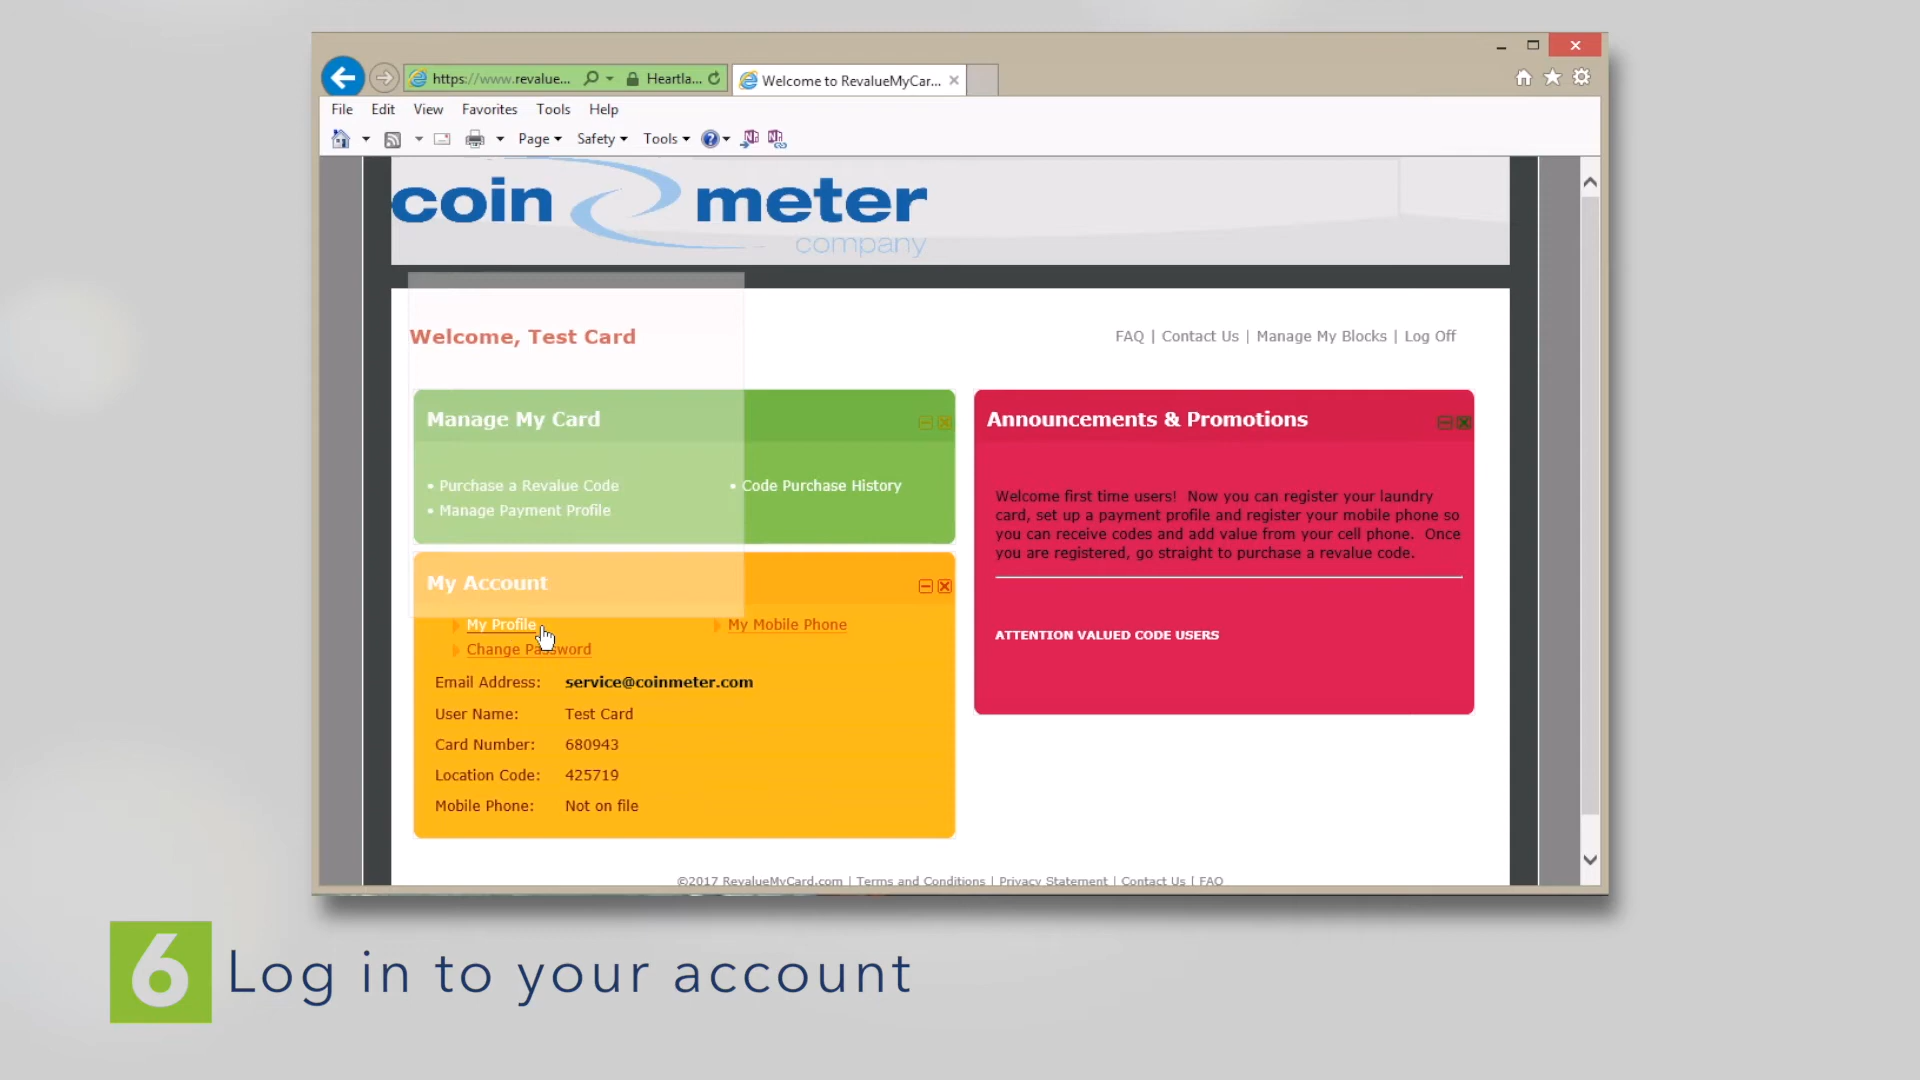 https://www.revalue...
Heartla...
Welcome to RevalueMyCar...
File Edit View Favorites Tools Help
Page Safety Tools
coin meter
company
Welcome, Test Card
FAQ | Contact Us | Manage My Blocks | Log Off
Manage My Card
• Purchase a Revalue Code
• Code Purchase History
• Manage Payment Profile
My Account
My Profile
My Mobile Phone
Change Password
Email Address: service@coinmeter.com
User Name: Test Card
Card Number: 680943
Location Code: 425719
Mobile Phone: Not on file
Announcements & Promotions
Welcome first time users! Now you can register your laundry
card, set up a payment profile and register your mobile phone so
you can receive codes and add value from your cell phone. Once
you are registered, go straight to purchase a revalue code.
ATTENTION VALUED CODE USERS
©2017 RevalueMyCard.com | Terms and Conditions | Privacy Statement | Contact Us | FAQ
6 Log in to your account